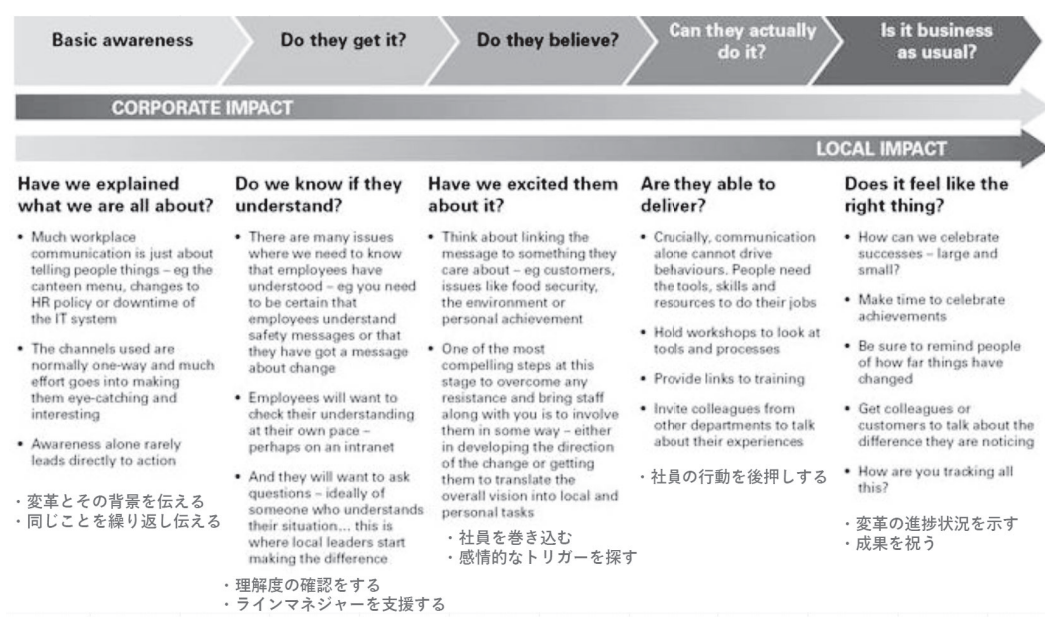 Basic awareness
Do they get it?
Do they believe?
Can they actually
do it?
Is it business
as usual?
CORPORATE IMPACT
LOCAL IMPACT
Have we explained
what we are all about?
• Much workplace
communication is just about
telling people things – eg the
canteen menu, changes to
HR policy or downtime of
the IT system
• The channels used are
normally one-way and much
effort goes into making
them eye-catching and
interesting
• Awareness alone rarely
leads directly to action
・変革とその背景を伝える
・同じことを繰り返し伝える
Do we know if they
understand?
• There are many issues
where we need to know
that employees have
understood – eg you need
to be certain that
employees understand
safety messages or that
they have got a message
about change
• Employees will want to
check their understanding
at their own pace –
perhaps on an intranet
• And they will want to ask
questions – ideally of
someone who understands
their situation... this is
where local leaders start
making the difference
・理解度の確認をする
・ラインマネジャーを支援する
Have we excited them
about it?
• Think about linking the
message to something they
care about – eg customers,
issues like food security,
the environment or
personal achievement
• One of the most
compelling steps at this
stage to overcome any
resistance and bring staff
along with you is to involve
them in some way – either
in developing the direction
of the change or getting
them to translate the
overall vision into local and
personal tasks
・社員を巻き込む
・感情的なトリガーを探す
Are they able to
deliver?
• Crucially, communication
alone cannot drive
behaviours. People need
the tools, skills and
resources to do their jobs
• Hold workshops to look at
tools and processes
• Provide links to training
• Invite colleagues from
other departments to talk
about their experiences
・社員の行動を後押しする
Does it feel like the
right thing?
• How can we celebrate
successes – large and
small?
• Make time to celebrate
achievements
• Be sure to remind people
of how far things have
changed
• Get colleagues or
customers to talk about the
difference they are noticing
• How are you tracking all
this?
・変革の進捗状況を示す
・成果を祝う